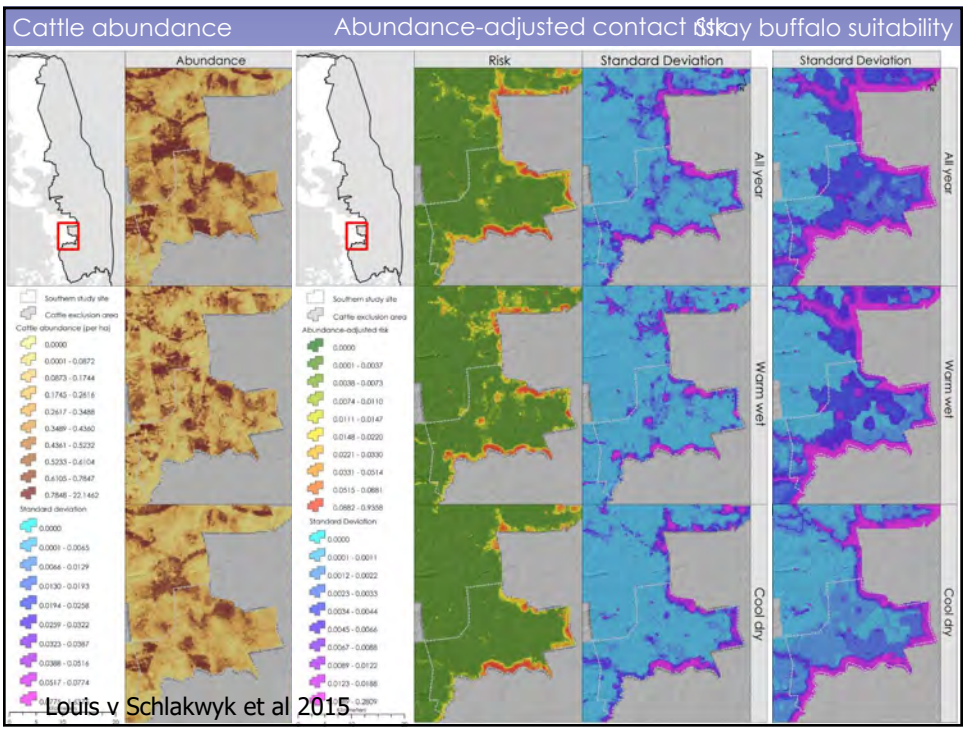 Cattle abundance
Abundance-adjusted contact risk
Stray buffalo suitability
Abundance
Risk
Standard Deviation
Standard Deviation
All year
All year
Warm wet
Warm wet
Cool dry
Cool dry
Southern study site
Cattle exclusion area
Cattle abundance (per ha)
0.0000
0.0001 - 0.0872
0.0873 - 0.1744
0.1745 - 0.2616
0.2617 - 0.3488
0.3489 - 0.4360
0.4361 - 0.5232
0.5233 - 0.6104
0.6105 - 0.7847
0.7848 - 22.1462
Standard deviation
0.0000
0.0001 - 0.0065
0.0066 - 0.0129
0.0130 - 0.0193
0.0194 - 0.0258
0.0259 - 0.0322
0.0323 - 0.0387
0.0388 - 0.0516
0.0517 - 0.0774
Southern study site
Cattle exclusion area
Abundance-adjusted risk
0.0000
0.0001 - 0.0037
0.0038 - 0.0073
0.0074 - 0.0110
0.0111 - 0.0147
0.0148 - 0.0220
0.0221 - 0.0330
0.0331 - 0.0514
0.0515 - 0.0881
0.0882 - 0.9358
Standard Deviation
0.0000
0.0001 - 0.0011
0.0012 - 0.0022
0.0023 - 0.0033
0.0034 - 0.0044
0.0045 - 0.0066
0.0067 - 0.0088
0.0089 - 0.0122
0.0123 - 0.0188
Louis v Schlakwyk et al 2015